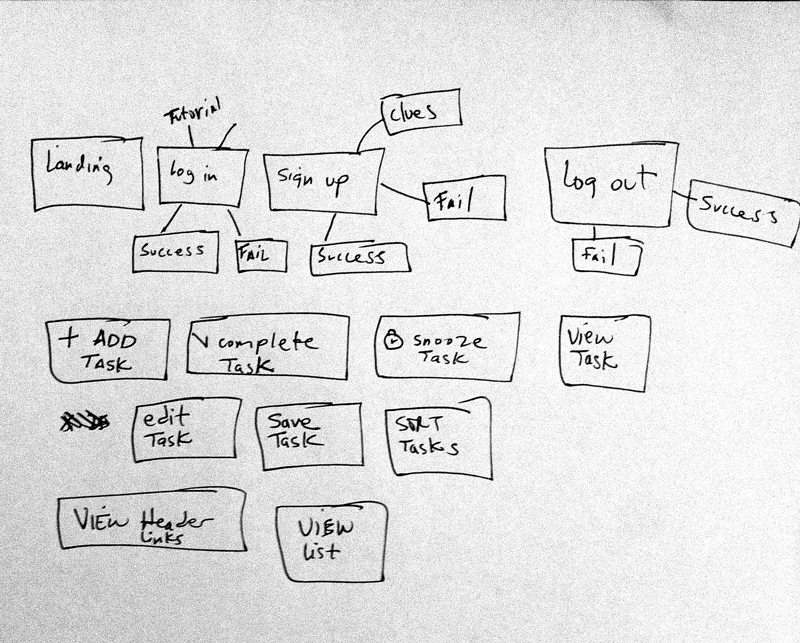 Tutorial
clues
Landing
Log in
Sign up
Fail
Log out
Success
Success
Fail
Success
Fail
+ ADD
Task
complete
Task
Snooze
Task
View
Task
edit
Task
Save
Task
SORT
Tasks
VIEW Header
Links
VIEW
list